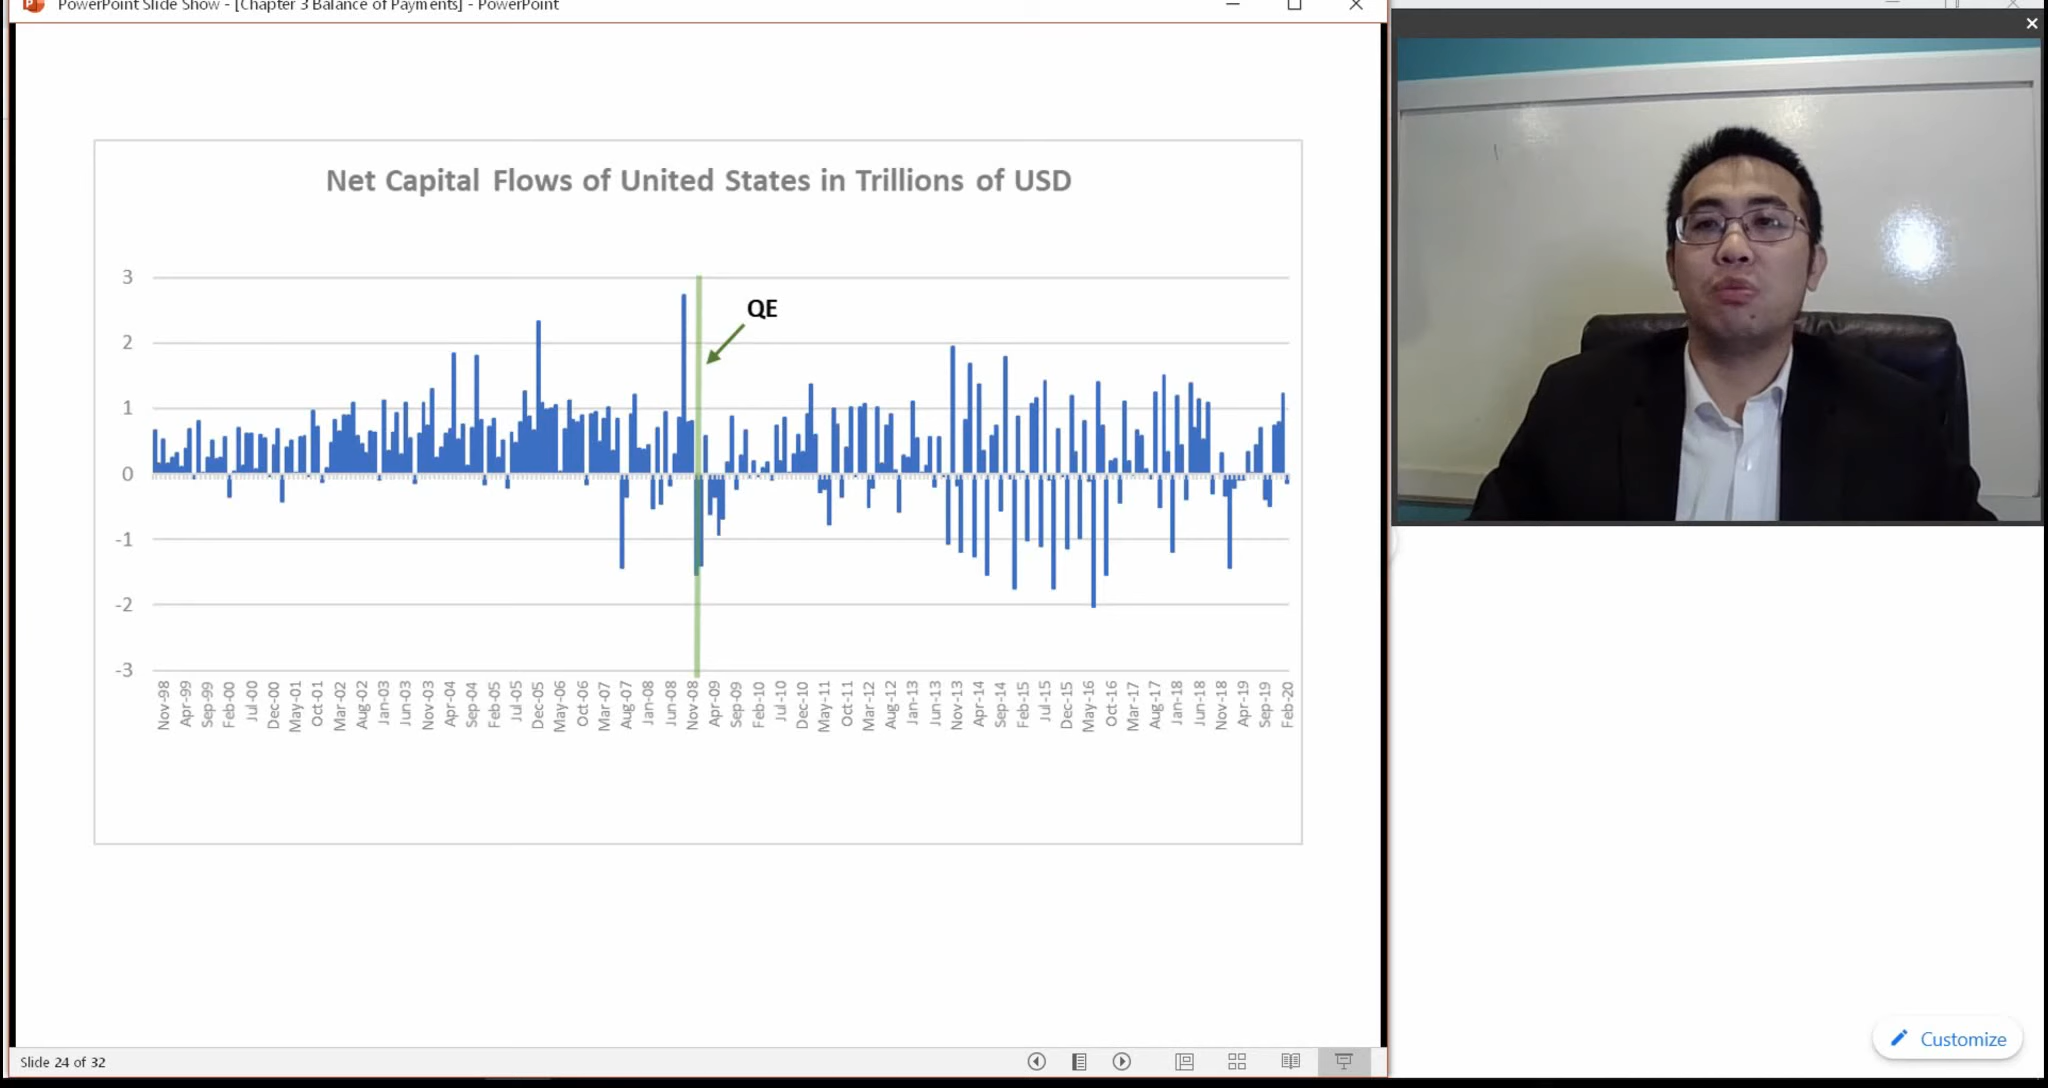 PowerPoint Slide Show - [Chapter 3 Balance of Payments] - PowerPoint
Net Capital Flows of United States in Trillions of USD
3
2
1
0
-1
-2
-3
QE
Nov-98
Apr-99
Sep-99
Feb-00
Jul-00
Dec-00
May-01
Oct-01
Mar-02
Aug-02
Jan-03
Jun-03
Nov-03
Apr-04
Sep-04
Feb-05
Jul-05
Dec-05
May-06
Oct-06
Mar-07
Aug-07
Jan-08
Jun-08
Nov-08
Apr-09
Sep-09
Feb-10
Jul-10
Dec-10
May-11
Oct-11
Mar-12
Aug-12
Jan-13
Jun-13
Nov-13
Apr-14
Sep-14
Feb-15
Jul-15
Dec-15
May-16
Oct-16
Mar-17
Aug-17
Jan-18
Jun-18
Nov-18
Apr-19
Sep-19
Feb-20
Slide 24 of 32
Customize